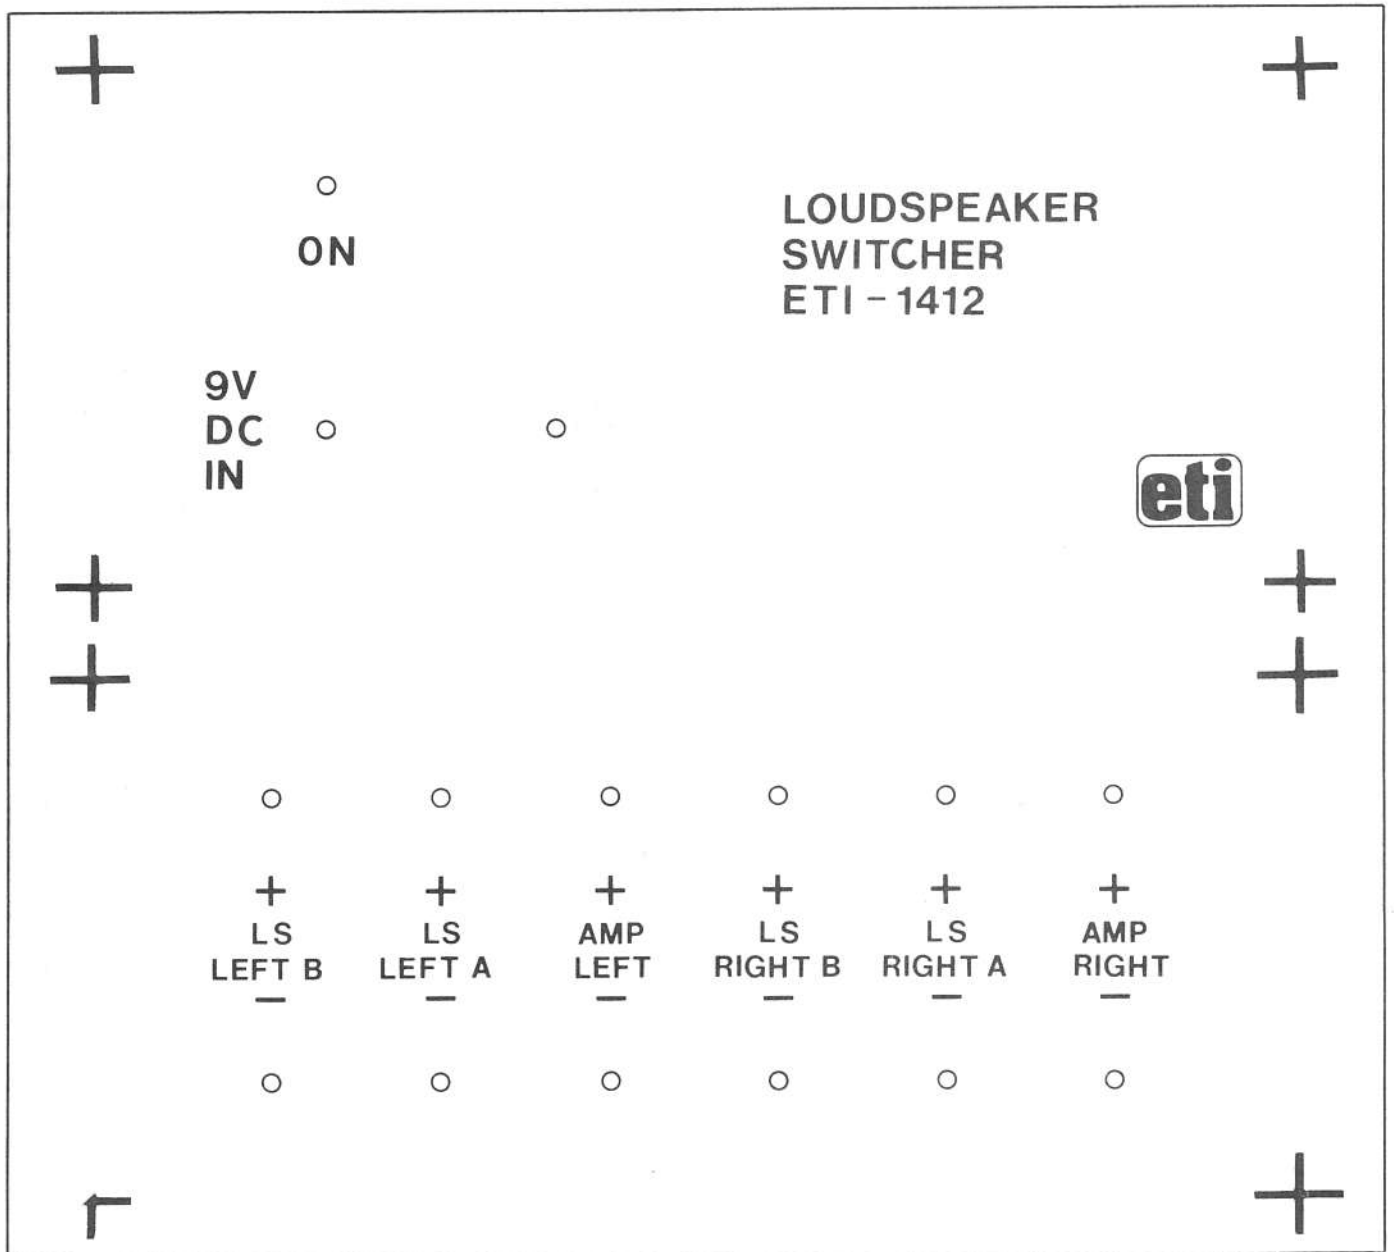 ON
LOUDSPEAKER
SWITCHER
ETI - 1412
9V
DC
IN
eti
+ + + + + +
LS LS AMP LS LS AMP
LEFT B LEFT A LEFT RIGHT B RIGHT A RIGHT
− − − − − −